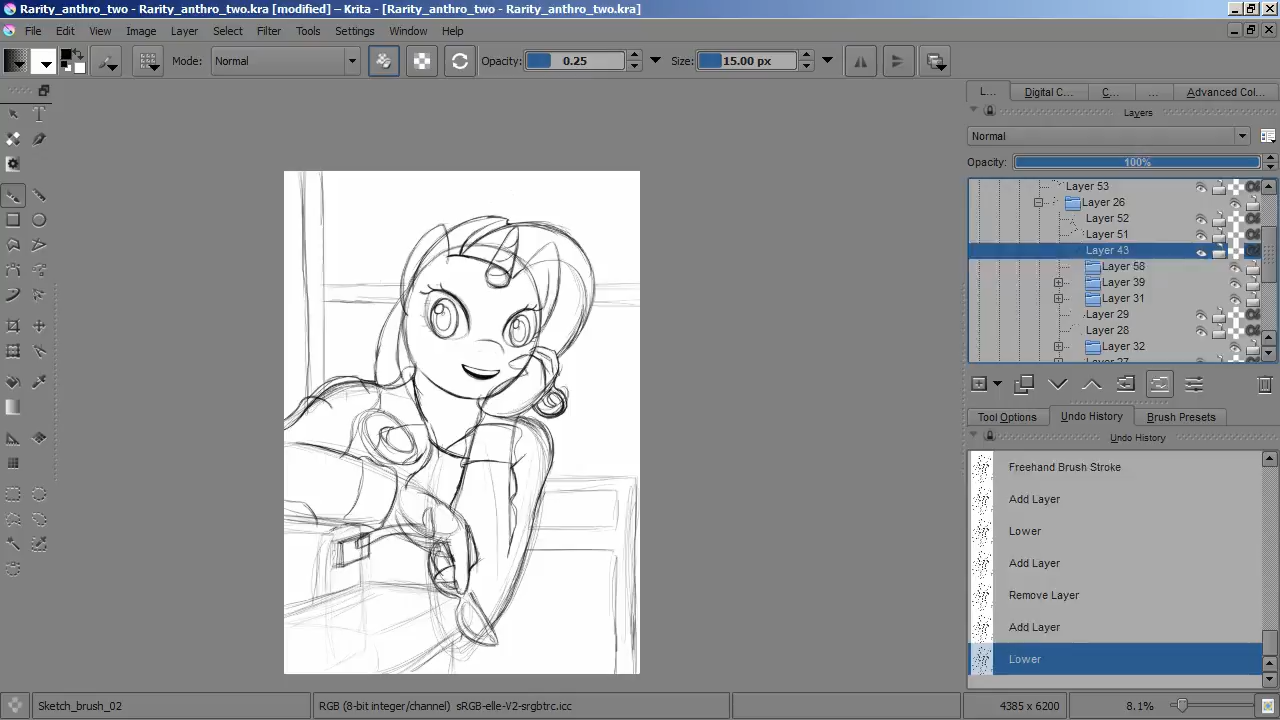 Rarity_anthro_two - Rarity_anthro_two.kra [modified] – Krita - [Rarity_anthro_two - Rarity_anthro_two.kra]
File Edit View Image Layer Select Filter Tools Settings Window Help
Mode: Normal Opacity: 0.25 Size: 15.00 px
L... Digital C... C... ... Advanced Col...
Layers
Normal
Opacity: 100%
Layer 53
Layer 26
Layer 52
Layer 51
Layer 43
Layer 58
Layer 39
Layer 31
Layer 29
Layer 28
Layer 32
Layer 27
Tool Options Undo History Brush Presets
Undo History
Freehand Brush Stroke
Add Layer
Lower
Add Layer
Remove Layer
Add Layer
Lower
Sketch_brush_02 RGB (8-bit integer/channel) sRGB-elle-V2-srgbtrc.icc 4385 x 6200 8.1%